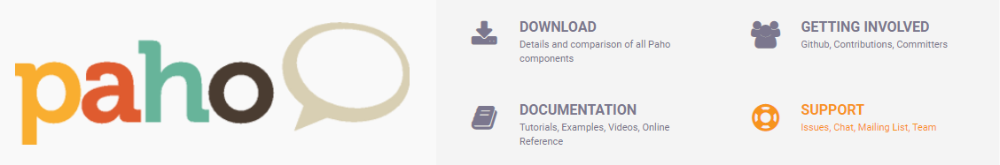 paho
DOWNLOAD
Details and comparison of all Paho
components
GETTING INVOLVED
Github, Contributions, Committers
DOCUMENTATION
Tutorials, Examples, Videos, Online
Reference
SUPPORT
Issues, Chat, Mailing List, Team